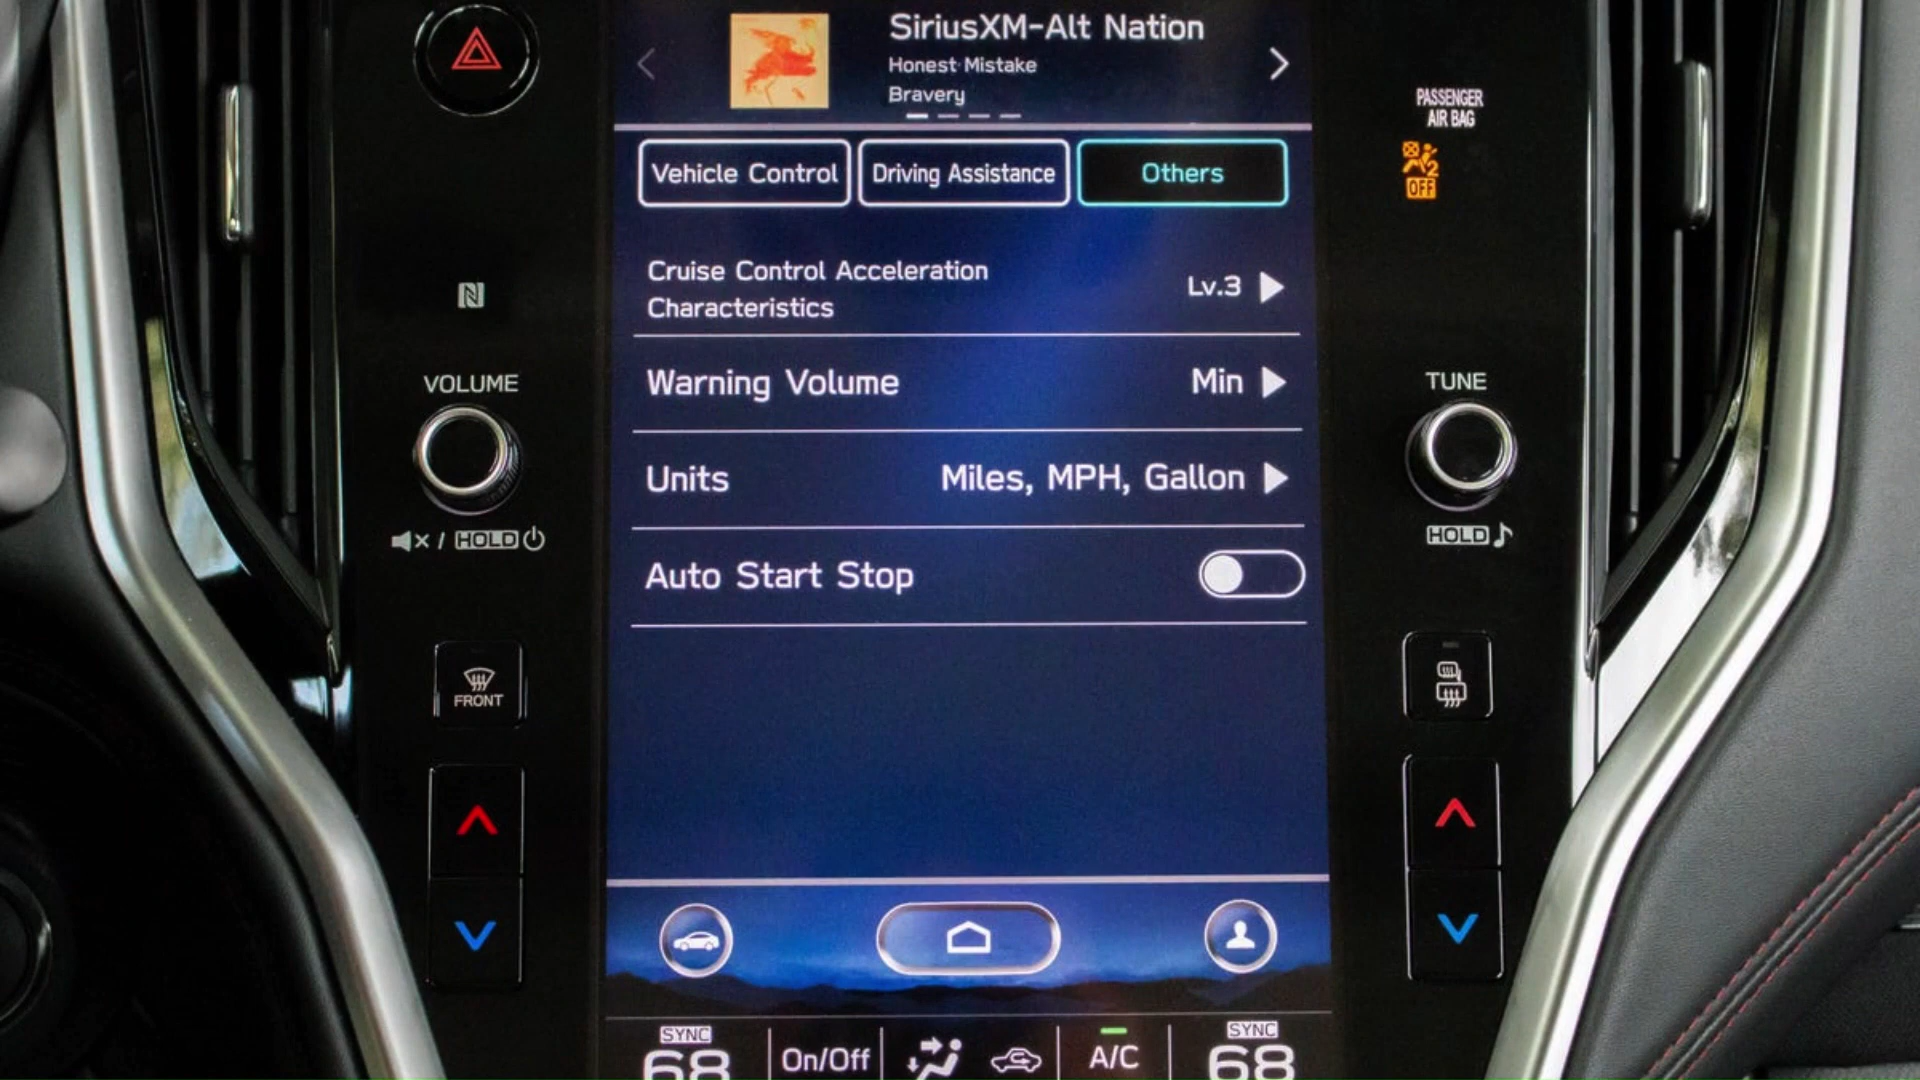 SiriusXM-Alt Nation
Honest Mistake
Bravery
PASSENGER
AIR BAG
2
OFF
Vehicle Control
Driving Assistance
Others
Cruise Control Acceleration
Characteristics
Lv.3
Warning Volume
Min
Units
Miles, MPH, Gallon
Auto Start Stop
VOLUME
/ HOLD
TUNE
HOLD
FRONT
SYNC
68
On/Off
A/C
SYNC
68